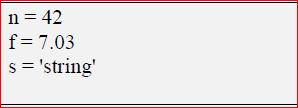 n = 42
f = 7.03
s = 'string'